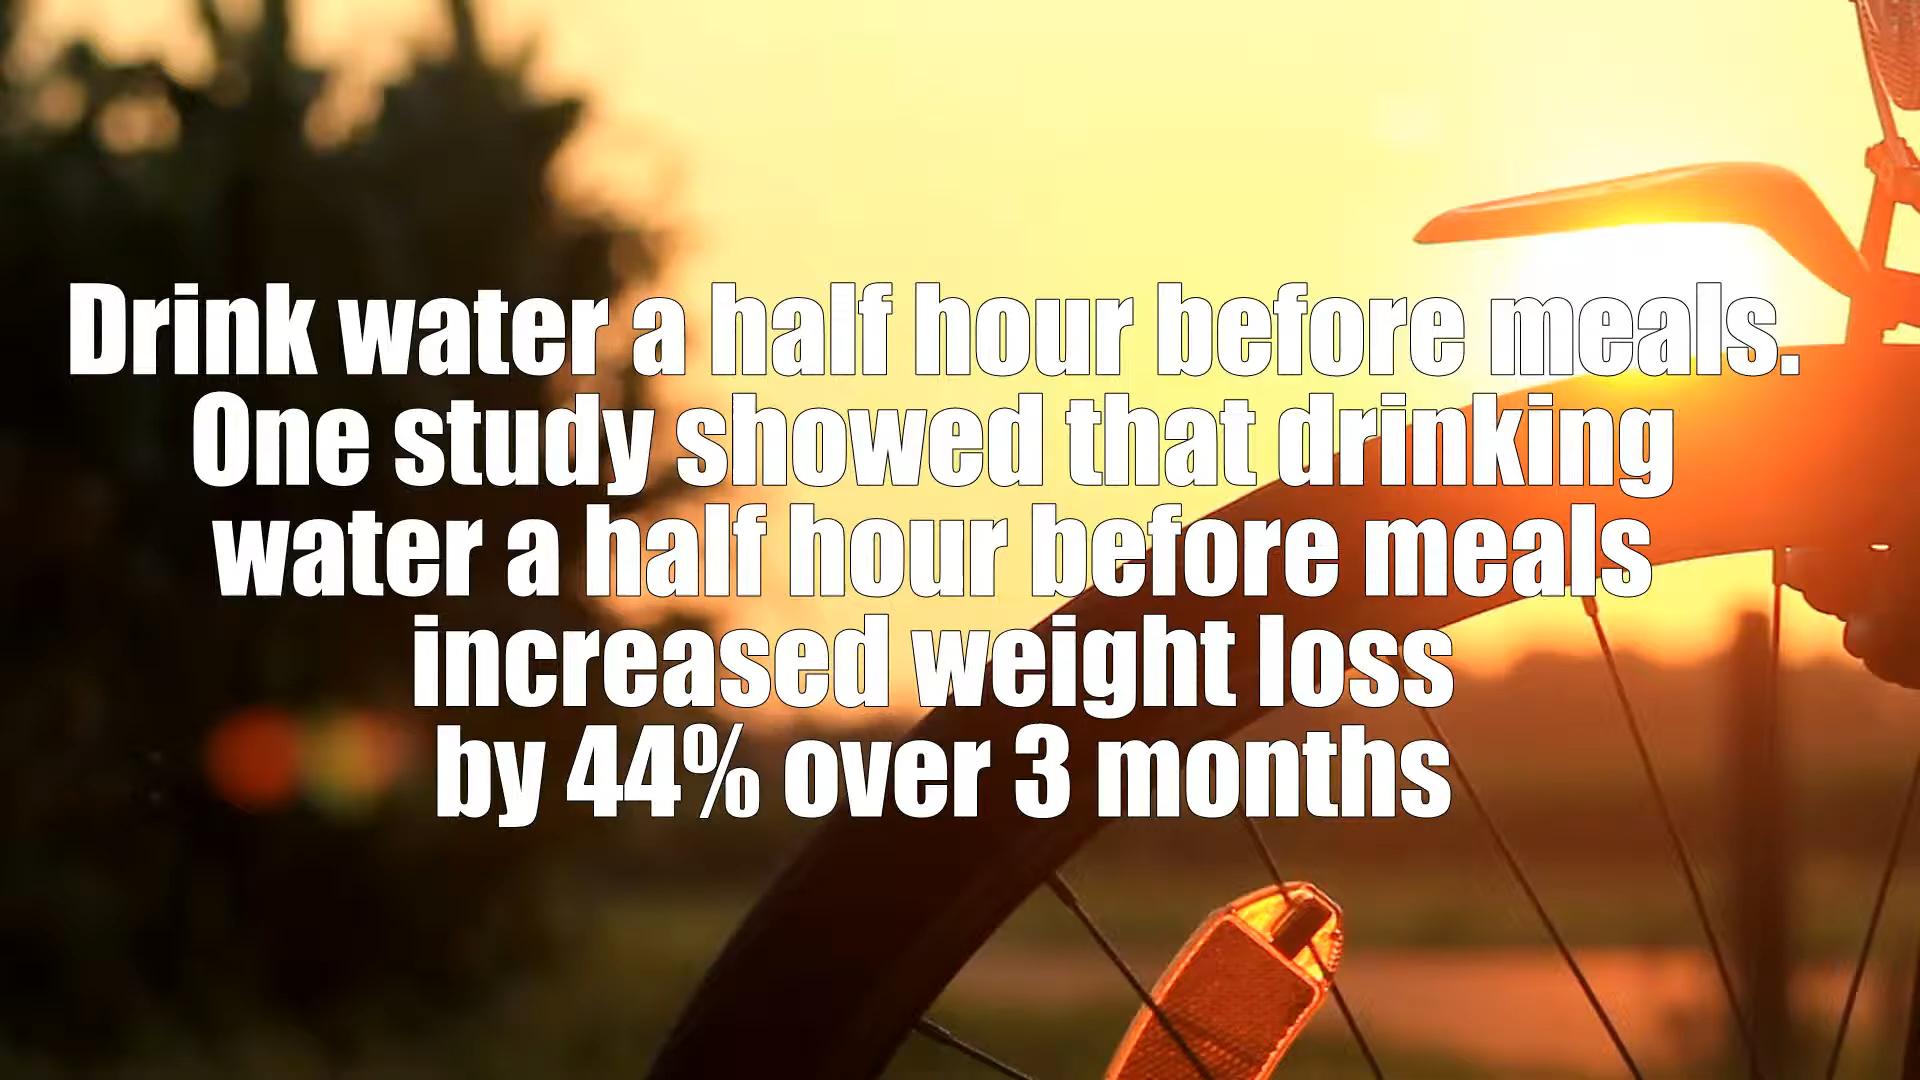 Drink water a half hour before meals.
One study showed that drinking
water a half hour before meals
increased weight loss
by 44% over 3 months